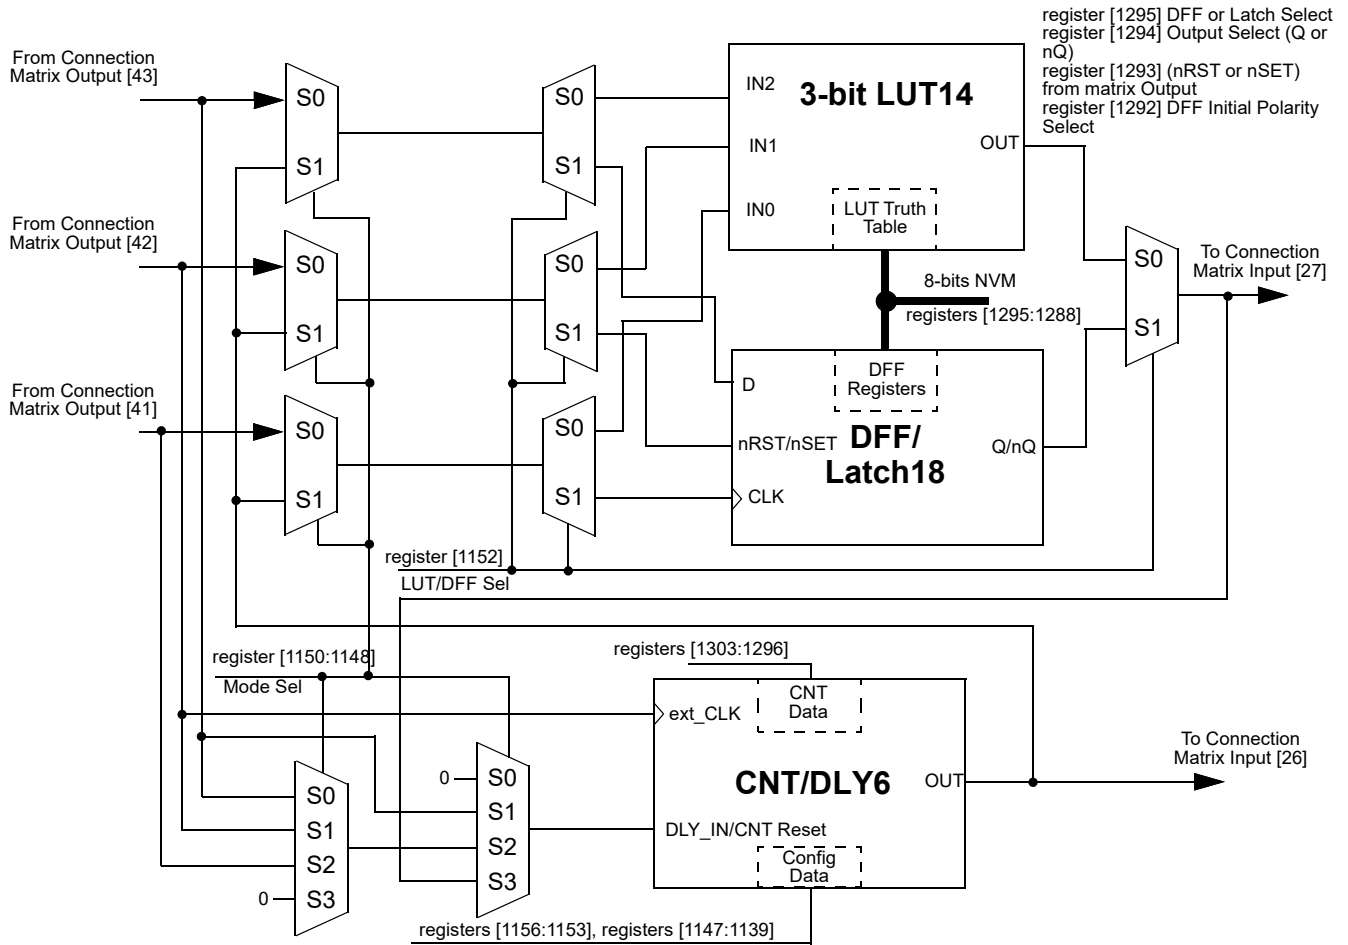 register [1295] DFF or Latch Select
register [1294] Output Select (Q or
nQ)
register [1293] (nRST or nSET)
from matrix Output
register [1292] DFF Initial Polarity
Select
From Connection
Matrix Output [43]
S0
S1
S0
S1
IN2
3-bit LUT14
IN1
OUT
IN0
LUT Truth
Table
From Connection
Matrix Output [42]
S0
S1
S0
S1
8-bits NVM
registers [1295:1288]
S0
S1
To Connection
Matrix Input [27]
From Connection
Matrix Output [41]
S0
S1
S0
S1
D
DFF
Registers
nRST/nSET
DFF/
Latch18
Q/nQ
CLK
register [1152]
LUT/DFF Sel
register [1150:1148]
Mode Sel
registers [1303:1296]
CNT
Data
ext_CLK
CNT/DLY6
OUT
To Connection
Matrix Input [26]
DLY_IN/CNT Reset
Config
Data
0
S0
S1
S2
S3
S0
S1
S2
0
S3
registers [1156:1153], registers [1147:1139]